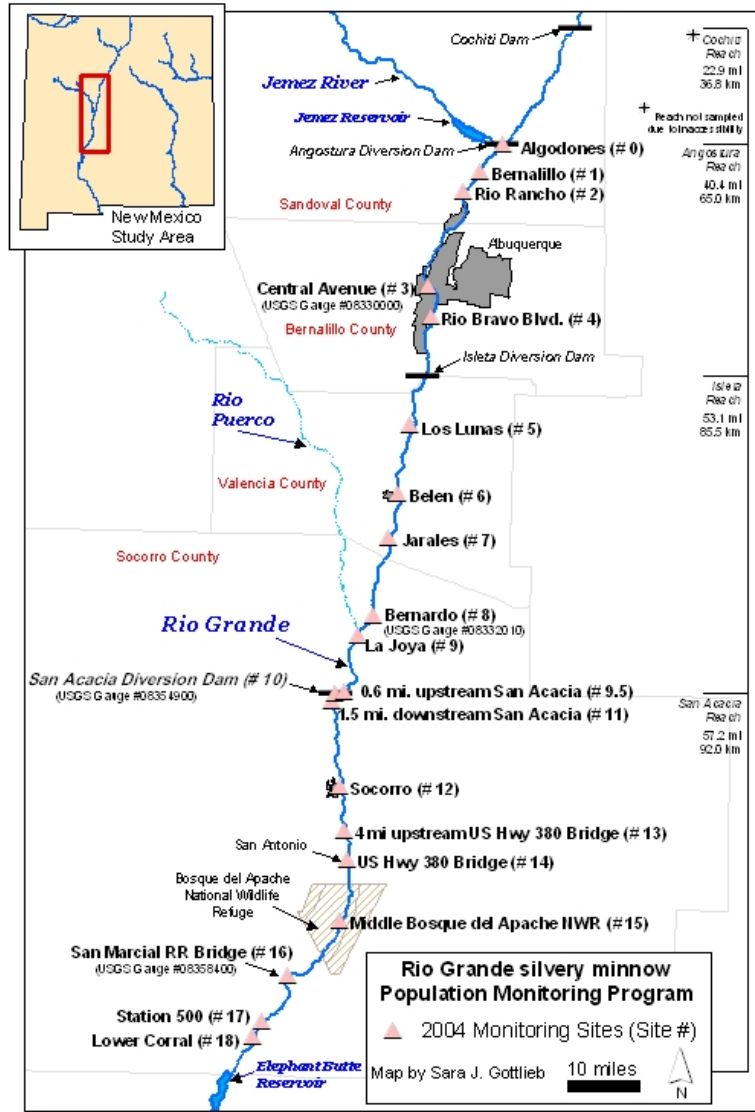 New Mexico
Study Area
Cochiti Dam
Cochiti
Reach
22.9 mi
36.8 km
Jemez River
Jemez Reservoir
Reach not sampled
due to inaccessibility
Angostura Diversion Dam
Algodones (# 0)
Angostura
Reach
40.4 mi
65.0 km
Bernalillo (# 1)
Rio Rancho (# 2)
Sandoval County
Albuquerque
Central Avenue (# 3)
(USGS Gauge #08330000)
Rio Bravo Blvd. (# 4)
Bernalillo County
Isleta Diversion Dam
Isleta
Reach
53.1 mi
85.5 km
Rio
Puerco
Los Lunas (# 5)
Valencia County
Belen (# 6)
Jarales (# 7)
Socorro County
Bernardo (# 8)
(USGS Gauge #08332010)
Rio Grande
La Joya (# 9)
San Acacia Diversion Dam (# 10)
(USGS Gauge #08354900)
0.6 mi. upstream San Acacia (# 9.5)
1.5 mi. downstream San Acacia (# 11)
San Acacia
Reach
57.2 mi
92.0 km
Socorro (# 12)
4 mi upstream US Hwy 380 Bridge (# 13)
San Antonio
US Hwy 380 Bridge (# 14)
Bosque del Apache
National Wildlife
Refuge
Middle Bosque del Apache NWR (# 15)
San Marcial RR Bridge (# 16)
(USGS Gauge #08358400)
Station 500 (# 17)
Lower Corral (# 18)
Elephant Butte
Reservoir
Rio Grande silvery minnow
Population Monitoring Program
2004 Monitoring Sites (Site #)
Map by Sara J. Gottlieb
10 miles
N